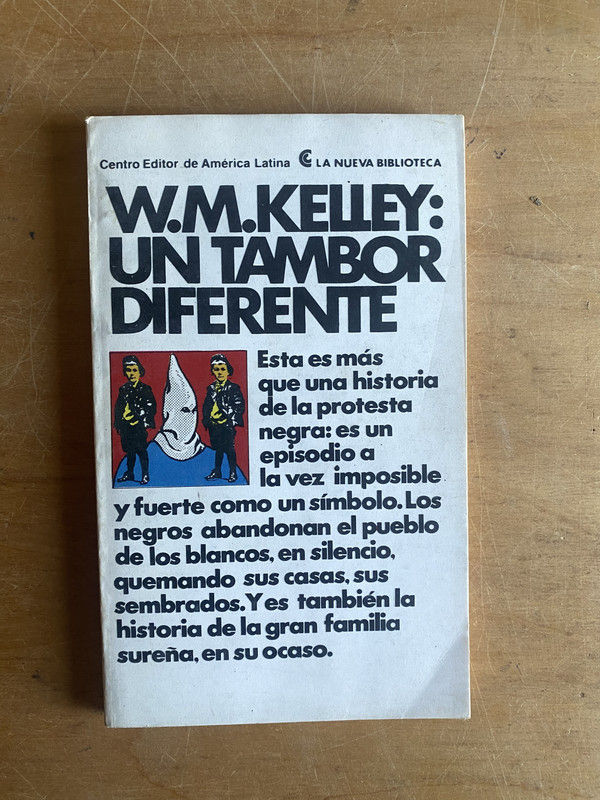 Centro Editor de América Latina CC LA NUEVA BIBLIOTECA
W.M.KELLEY:
UN TAMBOR
DIFERENTE
Esta es más
que una historia
de la protesta
negra: es un
episodio a
la vez imposible
y fuerte como un símbolo. Los
negros abandonan el pueblo
de los blancos, en silencio,
quemando sus casas, sus
sembrados. Y es también la
historia de la gran familia
sureña, en su ocaso.